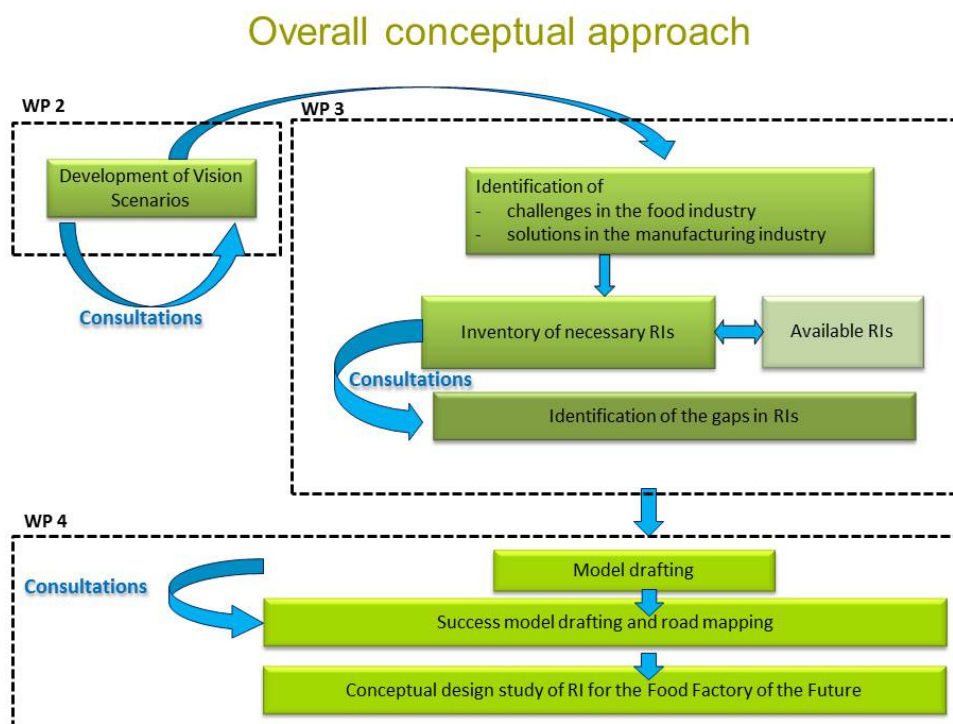 Overall conceptual approach
WP 2
WP 3
Development of Vision
Scenarios
Consultations
Identification of
- challenges in the food industry
- solutions in the manufacturing industry
Inventory of necessary RIs
Available RIs
Consultations
Identification of the gaps in RIs
WP 4
Consultations
Model drafting
Success model drafting and road mapping
Conceptual design study of RI for the Food Factory of the Future